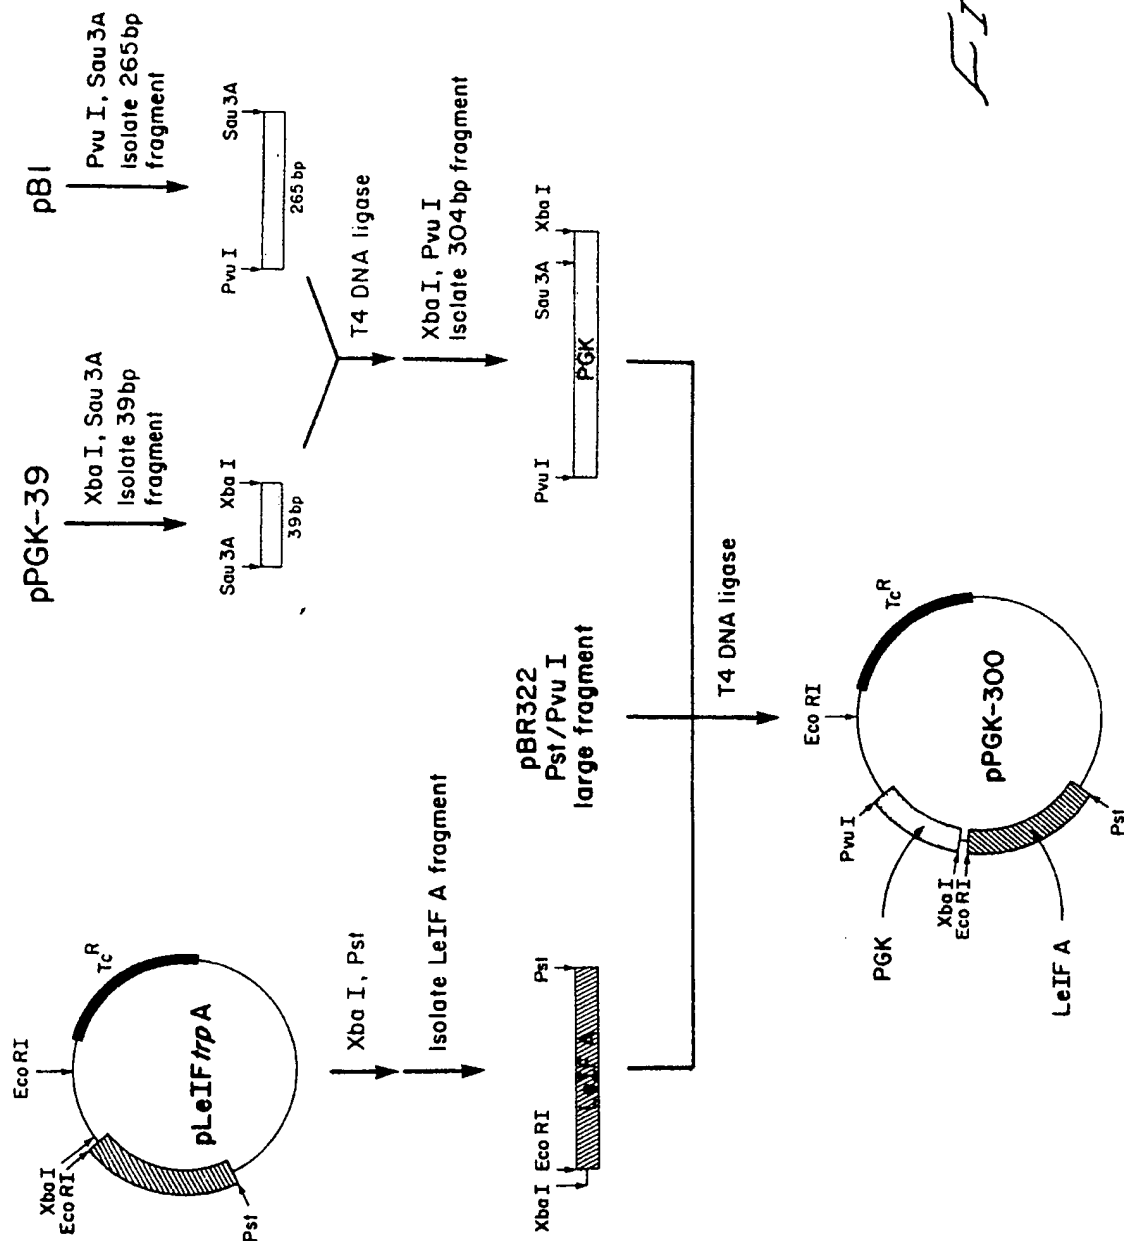 pPGK-39
Xba I, Sau 3A
Isolate 39bp
fragment
Sau 3A
Xba I
39bp
pB1
Pvu I, Sau 3A
Isolate 265bp
fragment
Pvu I
Sau 3A
265 bp
T4 DNA ligase
Xba I, Pvu I
Isolate 304bp fragment
Pvu I
Sau 3A
Xba I
PGK
Eco RI
Tc R
Xba I
Eco RI
pLeIFtrpA
Pst
Xba I, Pst
Isolate LeIF A fragment
Xba I
Eco RI
Pst
LeIF A
pBR322
Pst/Pvu I
large fragment
T4 DNA ligase
Eco RI
Tc R
Pvu I
Xba I
Eco RI
pPGK-300
Pst
PGK
LeIF A